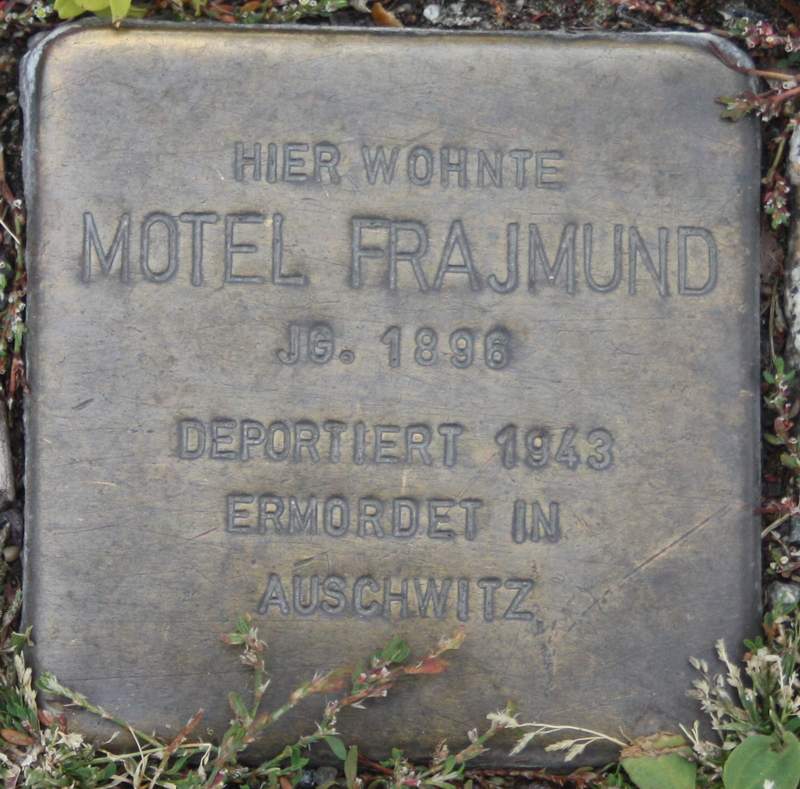 HIER WOHNTE
MOTEL FRAJMUND
JG. 1896
DEPORTIERT 1943
ERMORDET IN
AUSCHWITZ